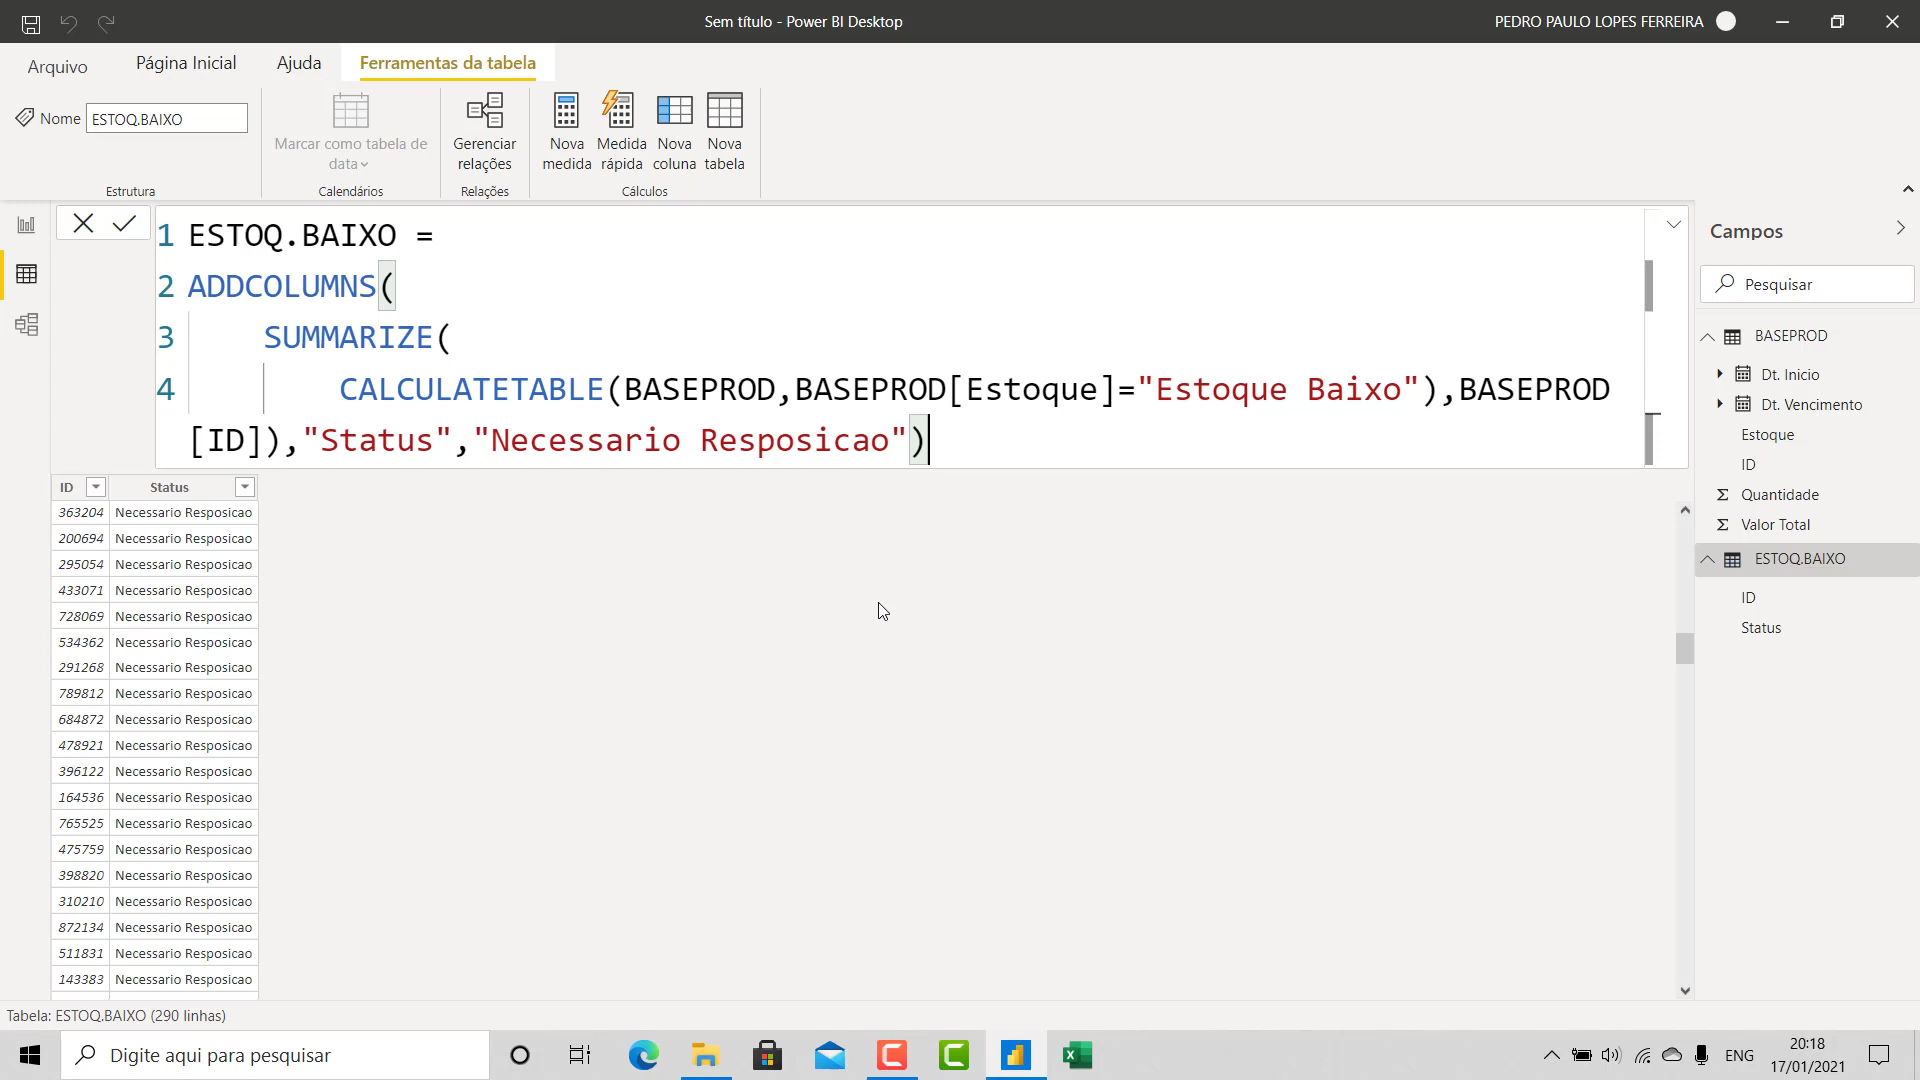 Sem título - Power BI Desktop
PEDRO PAULO LOPES FERREIRA
Arquivo
Página Inicial
Ajuda
Ferramentas da tabela
Nome
ESTOQ.BAIXO
Marcar como tabela de
data
Gerenciar
relações
Nova
medida
Medida
rápida
Nova
coluna
Nova
tabela
Estrutura
Calendários
Relações
Cálculos
1 ESTOQ.BAIXO =
2 ADDCOLUMNS(
3 SUMMARIZE(
4 CALCULATETABLE(BASEPROD,BASEPROD[Estoque]="Estoque Baixo"),BASEPROD
[ID]),"Status","Necessario Resposicao")
Campos
Pesquisar
BASEPROD
Dt. Inicio
Dt. Vencimento
Estoque
ID
Quantidade
Valor Total
ESTOQ.BAIXO
ID
Status
ID Status
363204 Necessario Resposicao
200694 Necessario Resposicao
295054 Necessario Resposicao
433071 Necessario Resposicao
728069 Necessario Resposicao
534362 Necessario Resposicao
291268 Necessario Resposicao
789812 Necessario Resposicao
684872 Necessario Resposicao
478921 Necessario Resposicao
396122 Necessario Resposicao
164536 Necessario Resposicao
765525 Necessario Resposicao
475759 Necessario Resposicao
398820 Necessario Resposicao
310210 Necessario Resposicao
872134 Necessario Resposicao
511831 Necessario Resposicao
143383 Necessario Resposicao
Tabela: ESTOQ.BAIXO (290 linhas)
Digite aqui para pesquisar
ENG
20:18
17/01/2021